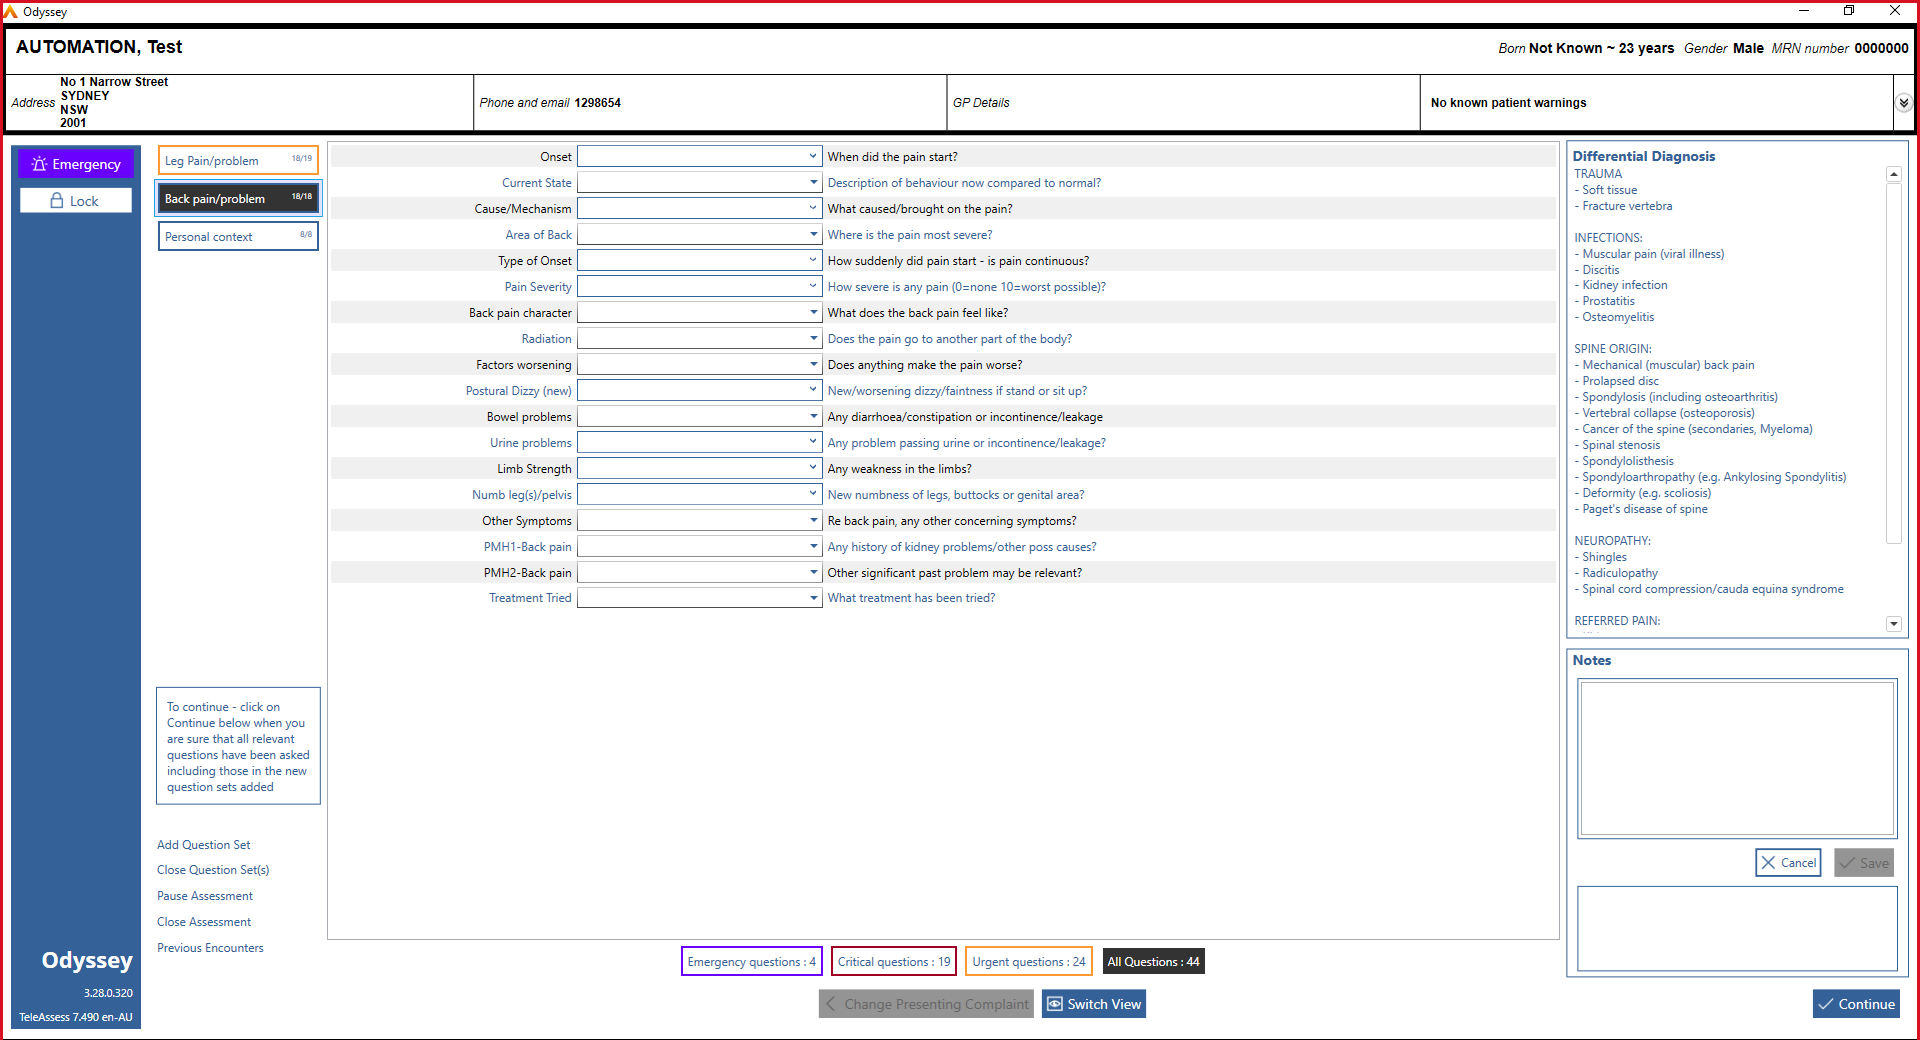 Odyssey
AUTOMATION, Test
Born Not Known ~ 23 years Gender Male MRN number 0000000
Address
No 1 Narrow Street
SYDNEY
NSW
2001
Phone and email 1298654
GP Details
No known patient warnings
Emergency
Lock
Leg Pain/problem 18/19
Back pain/problem 18/18
Personal context 8/8
Onset When did the pain start?
Current State Description of behaviour now compared to normal?
Cause/Mechanism What caused/brought on the pain?
Area of Back Where is the pain most severe?
Type of Onset How suddenly did pain start - is pain continuous?
Pain Severity How severe is any pain (0=none 10=worst possible)?
Back pain character What does the back pain feel like?
Radiation Does the pain go to another part of the body?
Factors worsening Does anything make the pain worse?
Postural Dizzy (new) New/worsening dizzy/faintness if stand or sit up?
Bowel problems Any diarrhoea/constipation or incontinence/leakage
Urine problems Any problem passing urine or incontinence/leakage?
Limb Strength Any weakness in the limbs?
Numb leg(s)/pelvis New numbness of legs, buttocks or genital area?
Other Symptoms Re back pain, any other concerning symptoms?
PMH1-Back pain Any history of kidney problems/other poss causes?
PMH2-Back pain Other significant past problem may be relevant?
Treatment Tried What treatment has been tried?
Differential Diagnosis
TRAUMA
- Soft tissue
- Fracture vertebra
INFECTIONS:
- Muscular pain (viral illness)
- Discitis
- Kidney infection
- Prostatitis
- Osteomyelitis
SPINE ORIGIN:
- Mechanical (muscular) back pain
- Prolapsed disc
- Spondylosis (including osteoarthritis)
- Vertebral collapse (osteoporosis)
- Cancer of the spine (secondaries, Myeloma)
- Spinal stenosis
- Spondylolisthesis
- Spondyloarthropathy (e.g. Ankylosing Spondylitis)
- Deformity (e.g. scoliosis)
- Paget's disease of spine
NEUROPATHY:
- Shingles
- Radiculopathy
- Spinal cord compression/cauda equina syndrome
REFERRED PAIN:
Notes
Cancel
Save
To continue - click on
Continue below when you
are sure that all relevant
questions have been asked
including those in the new
question sets added
Add Question Set
Close Question Set(s)
Pause Assessment
Close Assessment
Previous Encounters
Odyssey
3.28.0.320
TeleAssess 7.490 en-AU
Emergency questions : 4
Critical questions : 19
Urgent questions : 24
All Questions : 44
Change Presenting Complaint
Switch View
Continue